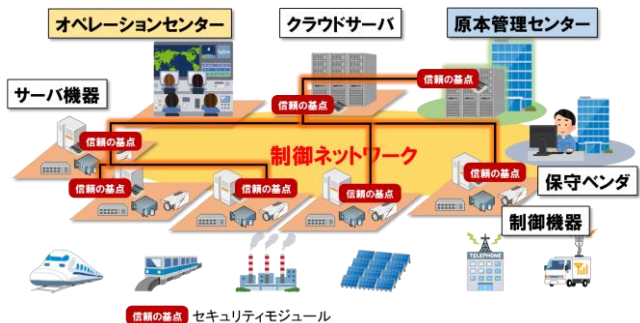 オペレーションセンター
クラウドサーバ
原本管理センター
サーバ機器
信頼の基点
信頼の基点
信頼の基点
制御ネットワーク
信頼の基点
信頼の基点
信頼の基点
信頼の基点
保守ベンダ
制御機器
TELEPHONE
信頼の基点 セキュリティモジュール